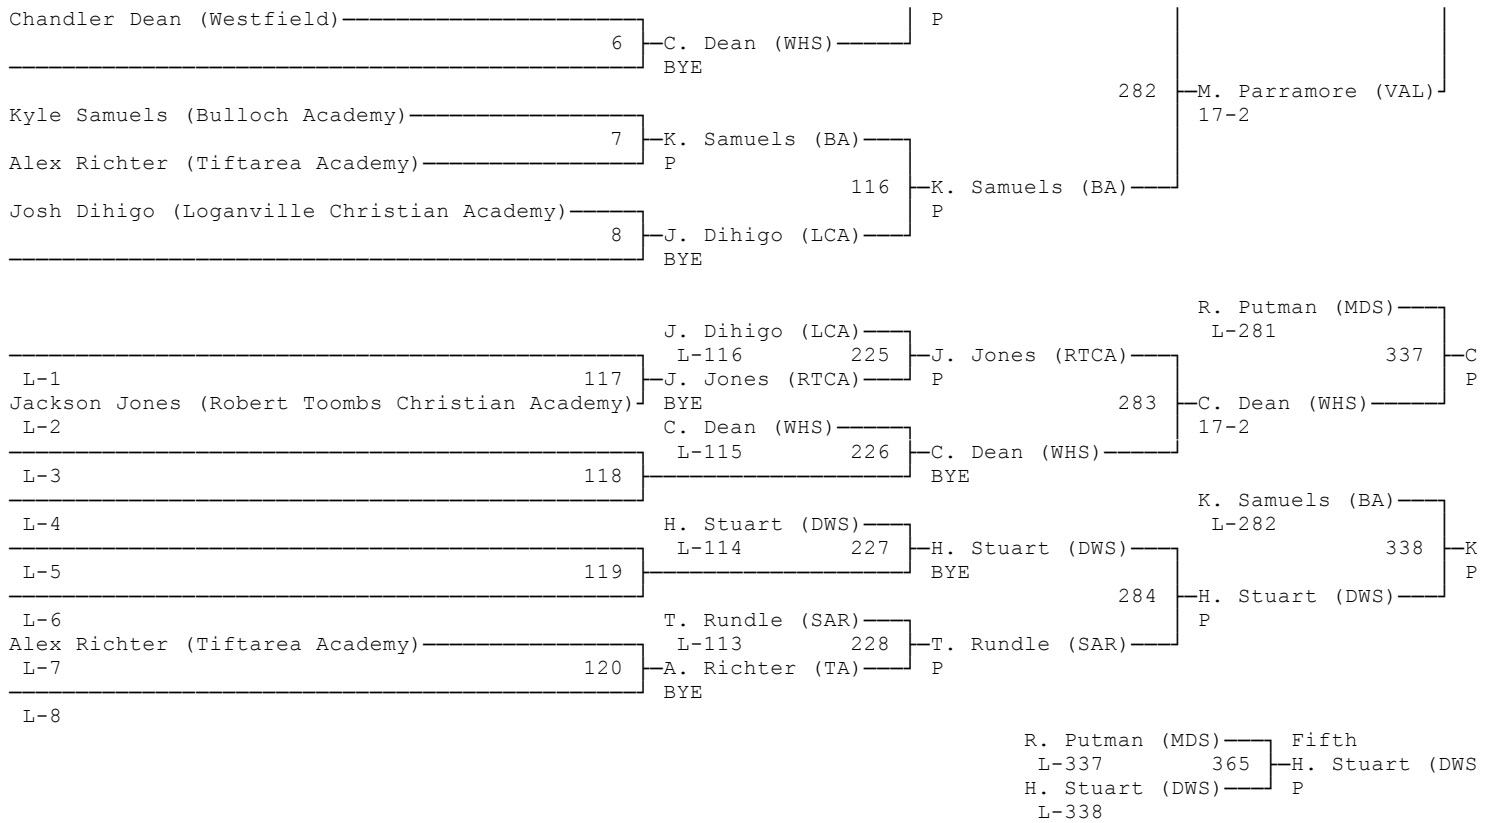 Chandler Dean (Westfield) P
6 C. Dean (WHS)
BYE
282 M. Parramore (VAL)
Kyle Samuels (Bulloch Academy) 17-2
7 K. Samuels (BA)
Alex Richter (Tiftarea Academy) P
116 K. Samuels (BA)
Josh Dihigo (Loganville Christian Academy) P
8 J. Dihigo (LCA)
BYE
R. Putman (MDS)
J. Dihigo (LCA) L-281
L-116 225 J. Jones (RTCA) 337 C
L-1 117 J. Jones (RTCA) P P
Jackson Jones (Robert Toombs Christian Academy) BYE 283 C. Dean (WHS)
L-2 C. Dean (WHS) 17-2
L-115 226 C. Dean (WHS)
L-3 118 BYE
K. Samuels (BA)
L-4 H. Stuart (DWS) L-282
L-114 227 H. Stuart (DWS) 338 K
L-5 119 BYE P
284 H. Stuart (DWS)
L-6 T. Rundle (SAR) P
Alex Richter (Tiftarea Academy) L-113 228 T. Rundle (SAR)
L-7 120 A. Richter (TA) P
BYE
L-8
R. Putman (MDS) Fifth
L-337 365 H. Stuart (DWS
H. Stuart (DWS) P
L-338